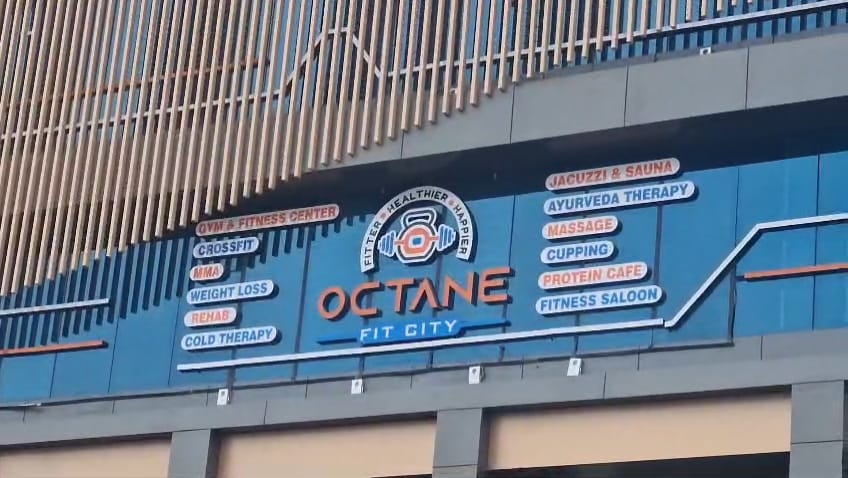 GYM & FITNESS CENTER
CROSSFIT
MMA
WEIGHT LOSS
REHAB
COLD THERAPY
FITTER HEALTHIER HAPPIER
OCTANE
FIT CITY
JACUZZI & SAUNA
AYURVEDA THERAPY
MASSAGE
CUPPING
PROTEIN CAFE
FITNESS SALOON